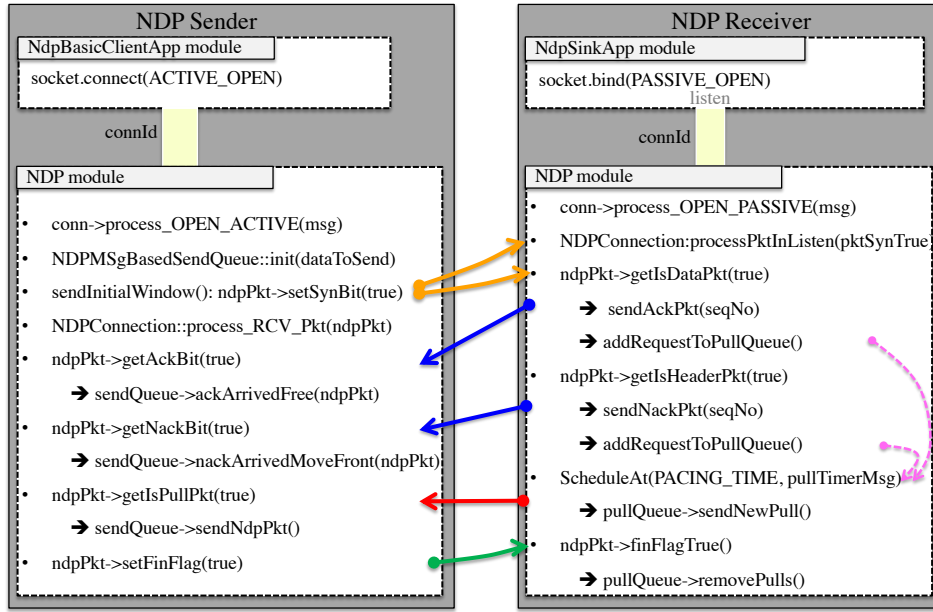 NDP Sender
NdpBasicClientApp module
socket.connect(ACTIVE_OPEN)
connId
NDP module
• conn->process_OPEN_ACTIVE(msg)
• NDPMSgBasedSendQueue::init(dataToSend)
• sendInitialWindow(): ndpPkt->setSynBit(true)
• NDPConnection::process_RCV_Pkt(ndpPkt)
• ndpPkt->getAckBit(true)
➔ sendQueue->ackArrivedFree(ndpPkt)
• ndpPkt->getNackBit(true)
➔ sendQueue->nackArrivedMoveFront(ndpPkt)
• ndpPkt->getIsPullPkt(true)
➔ sendQueue->sendNdpPkt()
• ndpPkt->setFinFlag(true)
NDP Receiver
NdpSinkApp module
socket.bind(PASSIVE_OPEN)
listen
connId
NDP module
• conn->process_OPEN_PASSIVE(msg)
• NDPConnection:processPktInListen(pktSynTrue
• ndpPkt->getIsDataPkt(true)
➔ sendAckPkt(seqNo)
➔ addRequestToPullQueue()
• ndpPkt->getIsHeaderPkt(true)
➔ sendNackPkt(seqNo)
➔ addRequestToPullQueue()
• ScheduleAt(PACING_TIME, pullTimerMsg)
➔ pullQueue->sendNewPull()
• ndpPkt->finFlagTrue()
➔ pullQueue->removePulls()